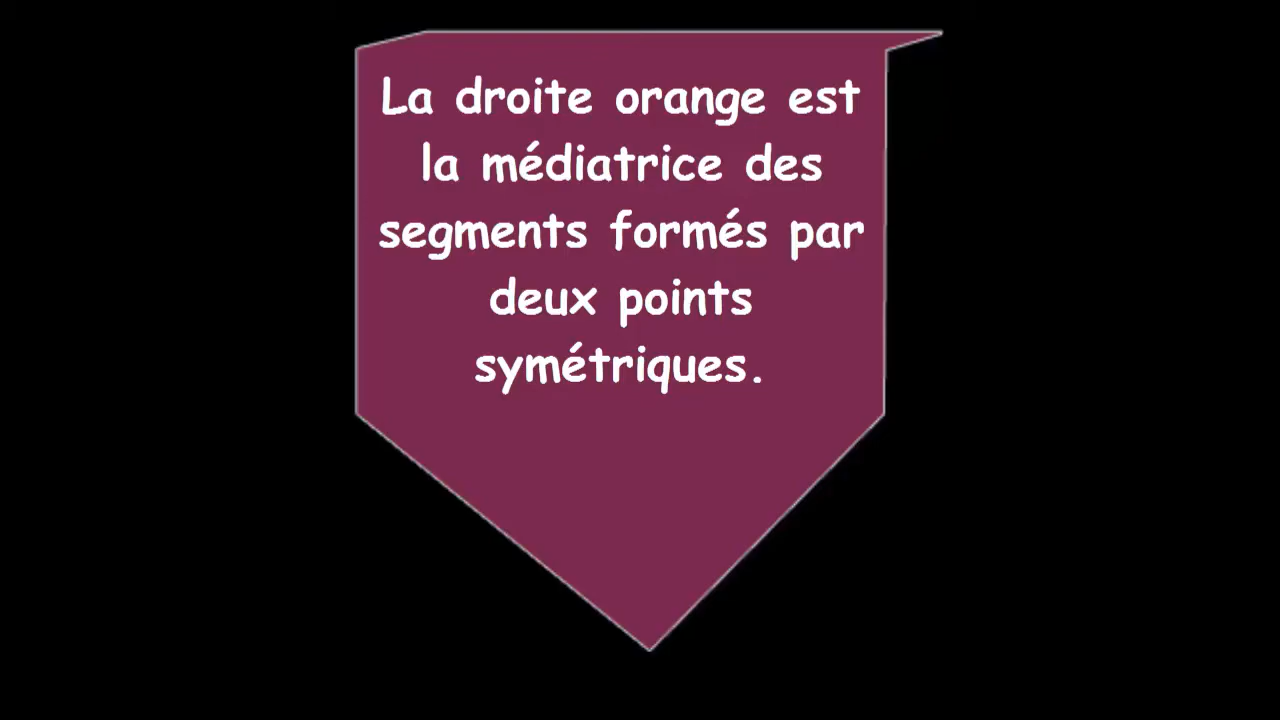 La droite orange est
la médiatrice des
segments formés par
deux points
symétriques.